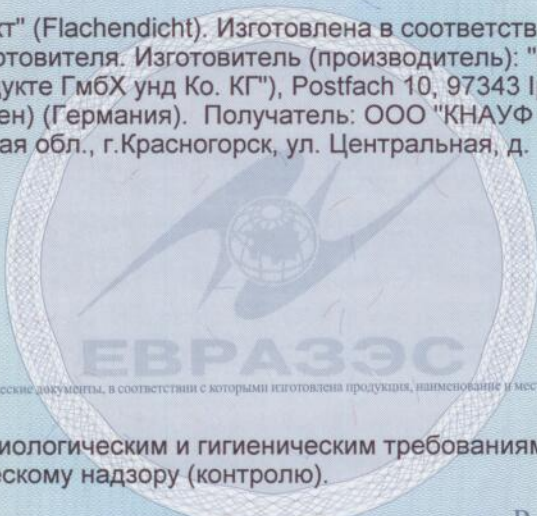 кт" (Flachendicht). Изготовлена в соответств
отовителя. Изготовитель (производитель): "
укте ГмбХ унд Ко. КГ"), Postfach 10, 97343 I
ен) (Германия). Получатель: ООО "КНАУФ
ая обл., г.Красногорск, ул. Центральная, д.
ЕВРАЗЭС
еские документы, в соответствии с которыми изготовлена продукция, наименование и мес
иологическим и гигиеническим требованиям
ескому надзору (контролю).